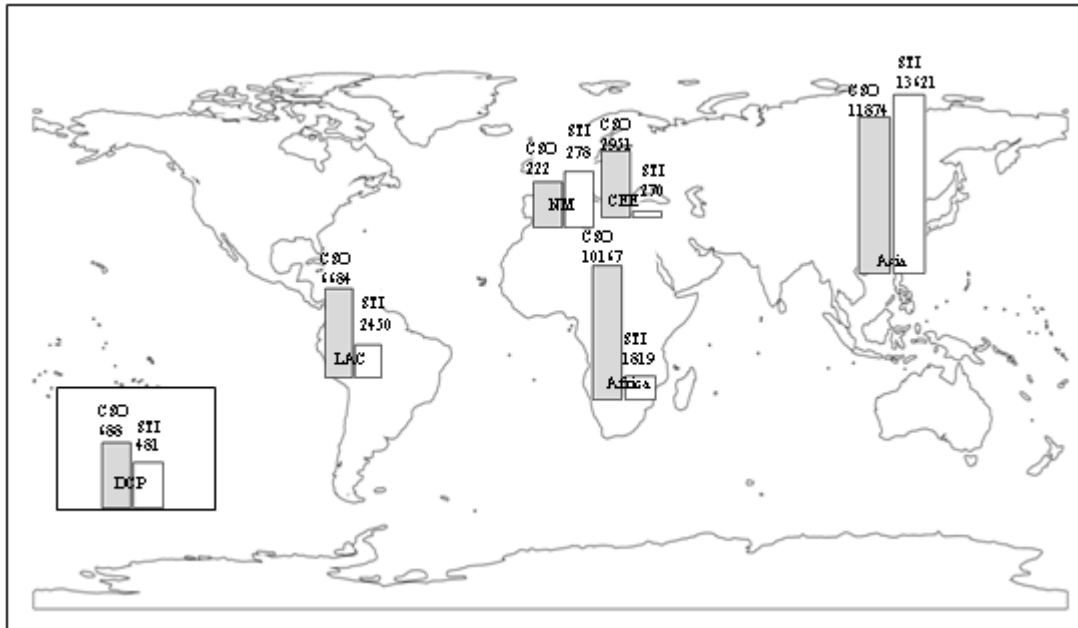 STI
13621
CSO
11874
Asia
STI
278
CSO
2951
CSO
222
STI
270
NM
CEE
CSO
10167
STI
1819
Africa
CSO
6684
STI
2450
LAC
CSO
688
STI
481
DCP